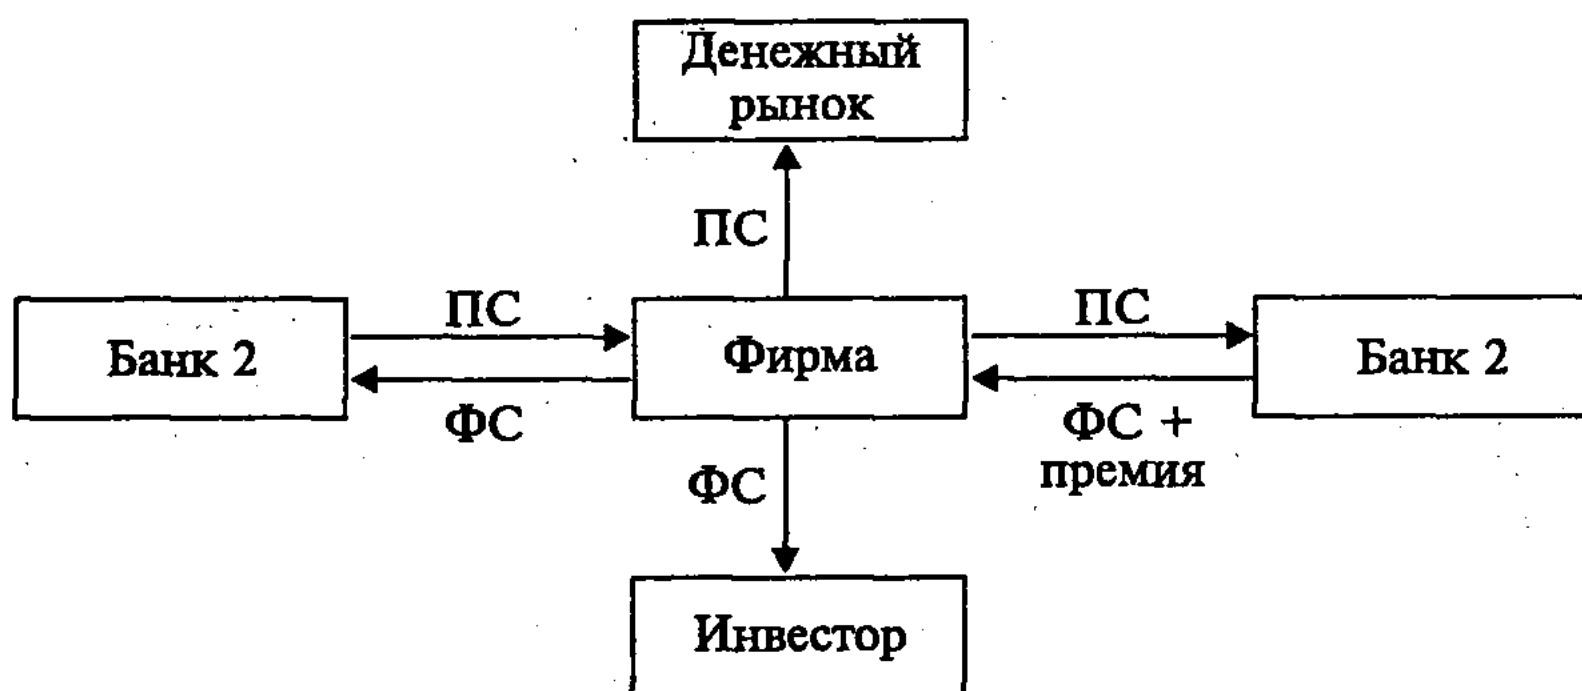 Денежный
рынок
ПС
ПС
ПС
Банк 2
Фирма
Банк 2
ФС
ФС +
премия
ФС
Инвестор